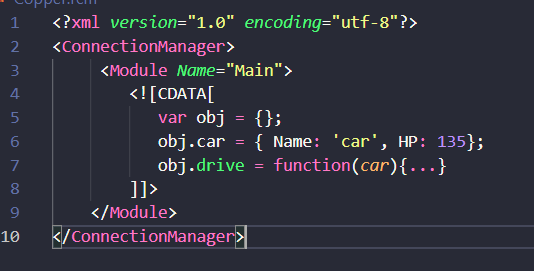 Copper.rcm
1 <?xml version="1.0" encoding="utf-8"?>
2 <ConnectionManager>
3 <Module Name="Main">
4 <![CDATA[
5 var obj = {};
6 obj.car = { Name: 'car', HP: 135};
7 obj.drive = function(car){...}
8 ]]>
9 </Module>
10 </ConnectionManager>